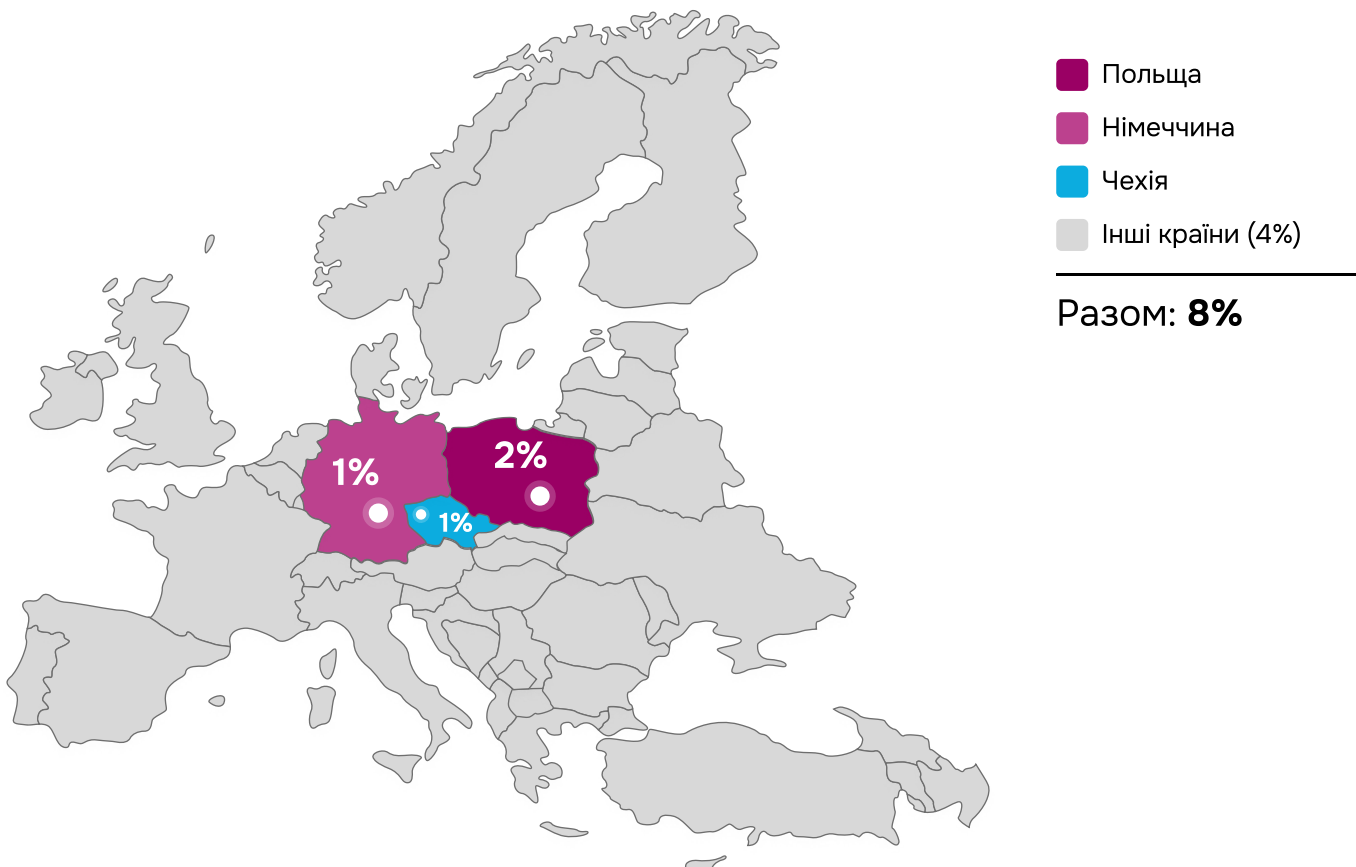 Польща
Німеччина
Чехія
Інші країни (4%)
Разом: 8%
2%
1%
1%